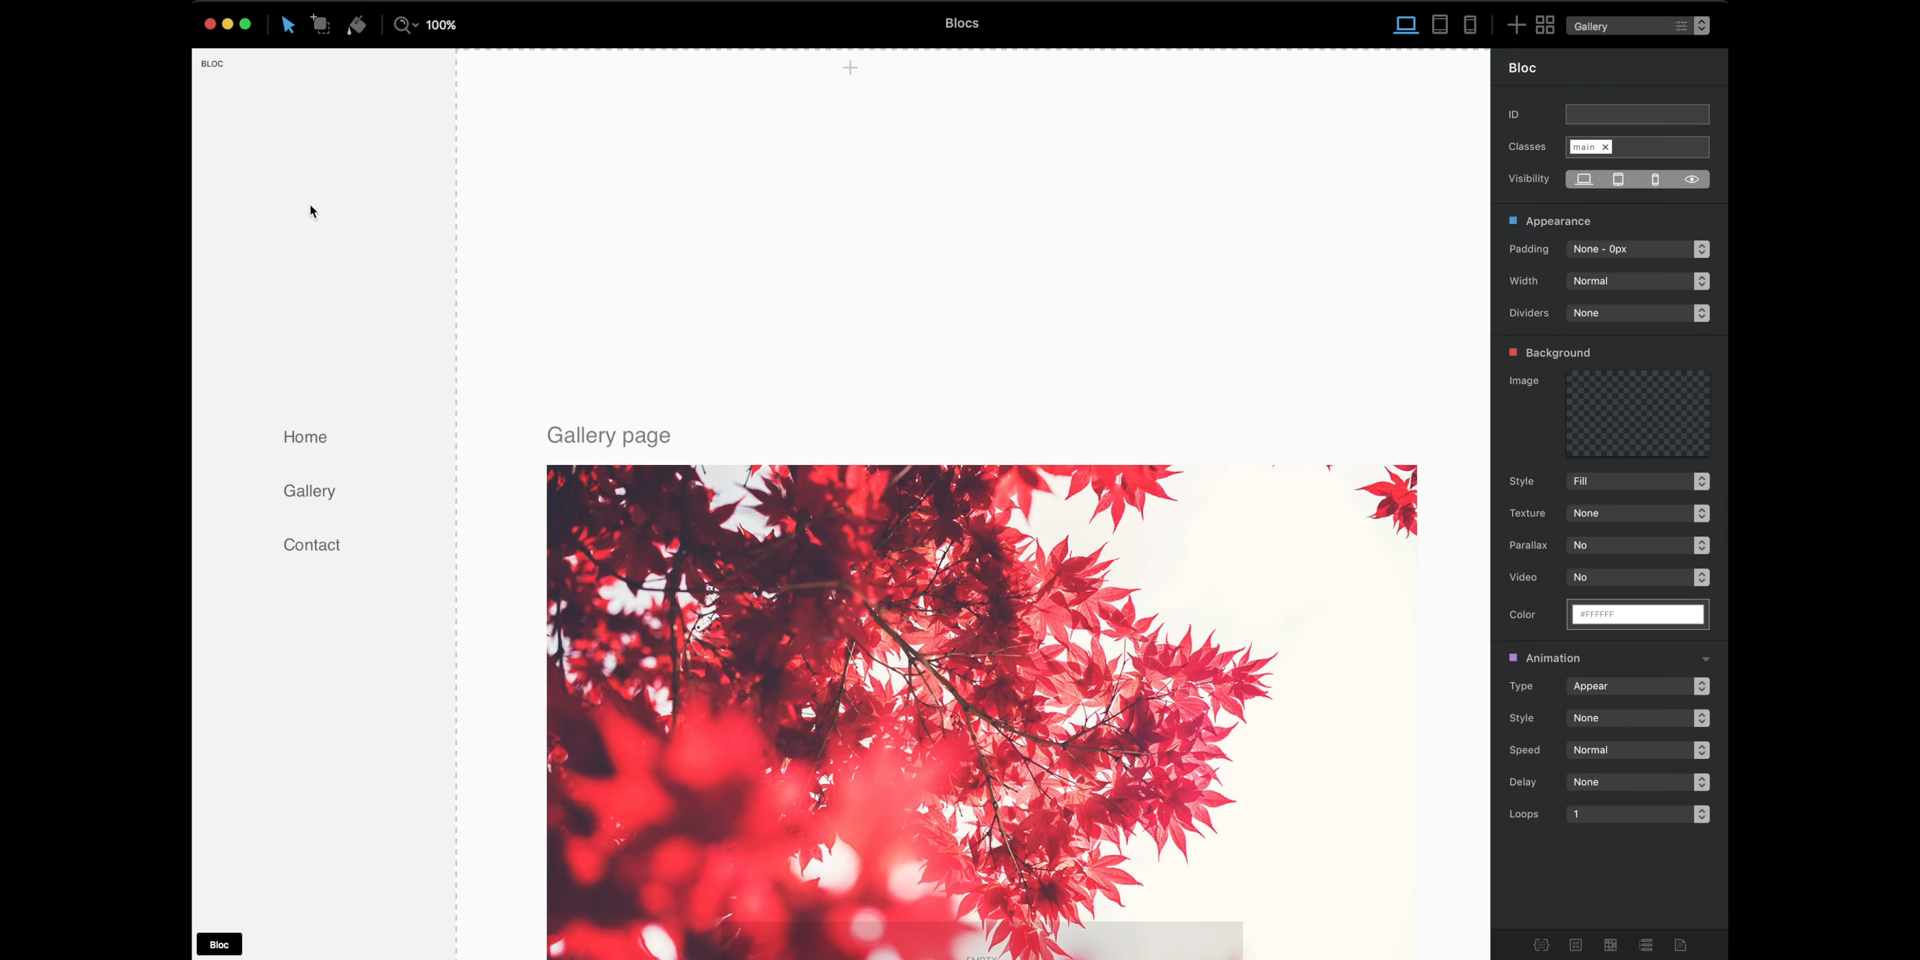 100%
Blocs
Gallery
BLOC
Home
Gallery
Contact
Gallery page
EMPTY
Bloc
Bloc
ID
Classes main
Visibility
Appearance
Padding None - 0px
Width Normal
Dividers None
Background
Image
Style Fill
Texture None
Parallax No
Video No
Color #FFFFFF
Animation
Type Appear
Style None
Speed Normal
Delay None
Loops 1